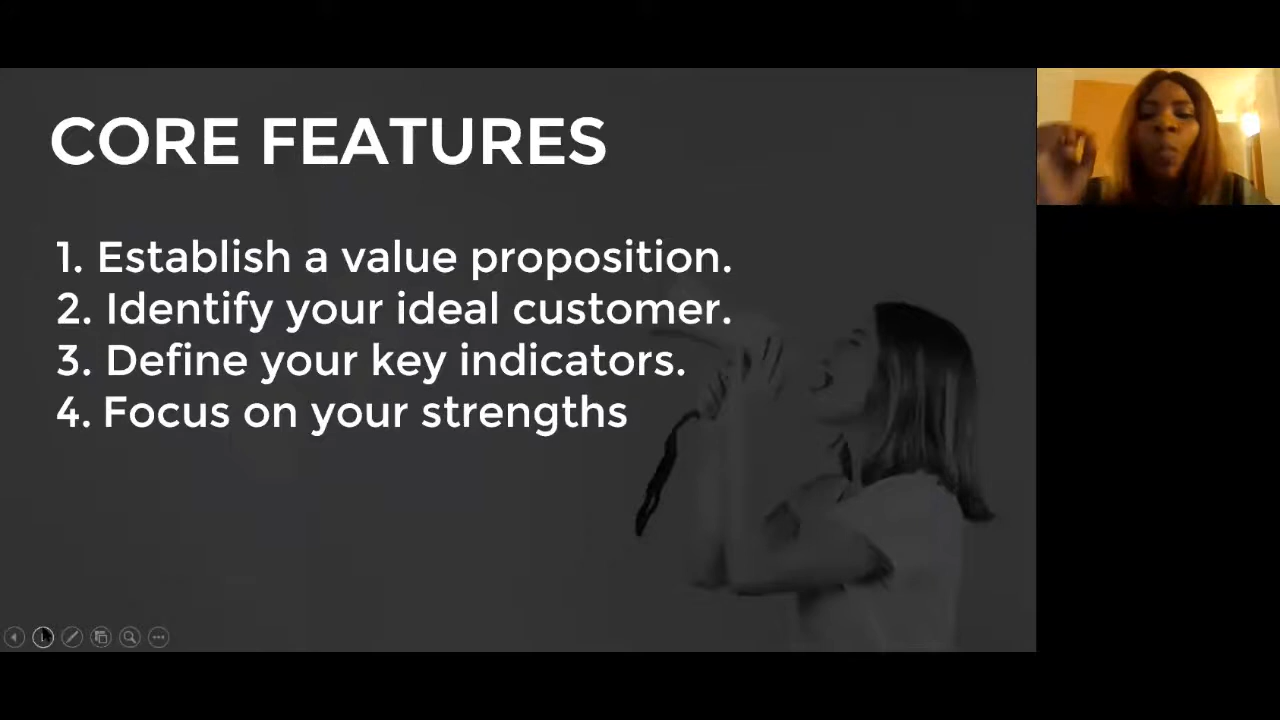 CORE FEATURES
1. Establish a value proposition.
2. Identify your ideal customer.
3. Define your key indicators.
4. Focus on your strengths